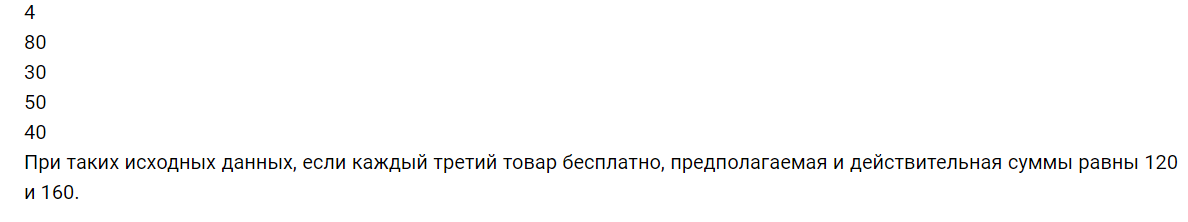 4
80
30
50
40
При таких исходных данных, если каждый третий товар бесплатно, предполагаемая и действительная суммы равны 120
и 160.